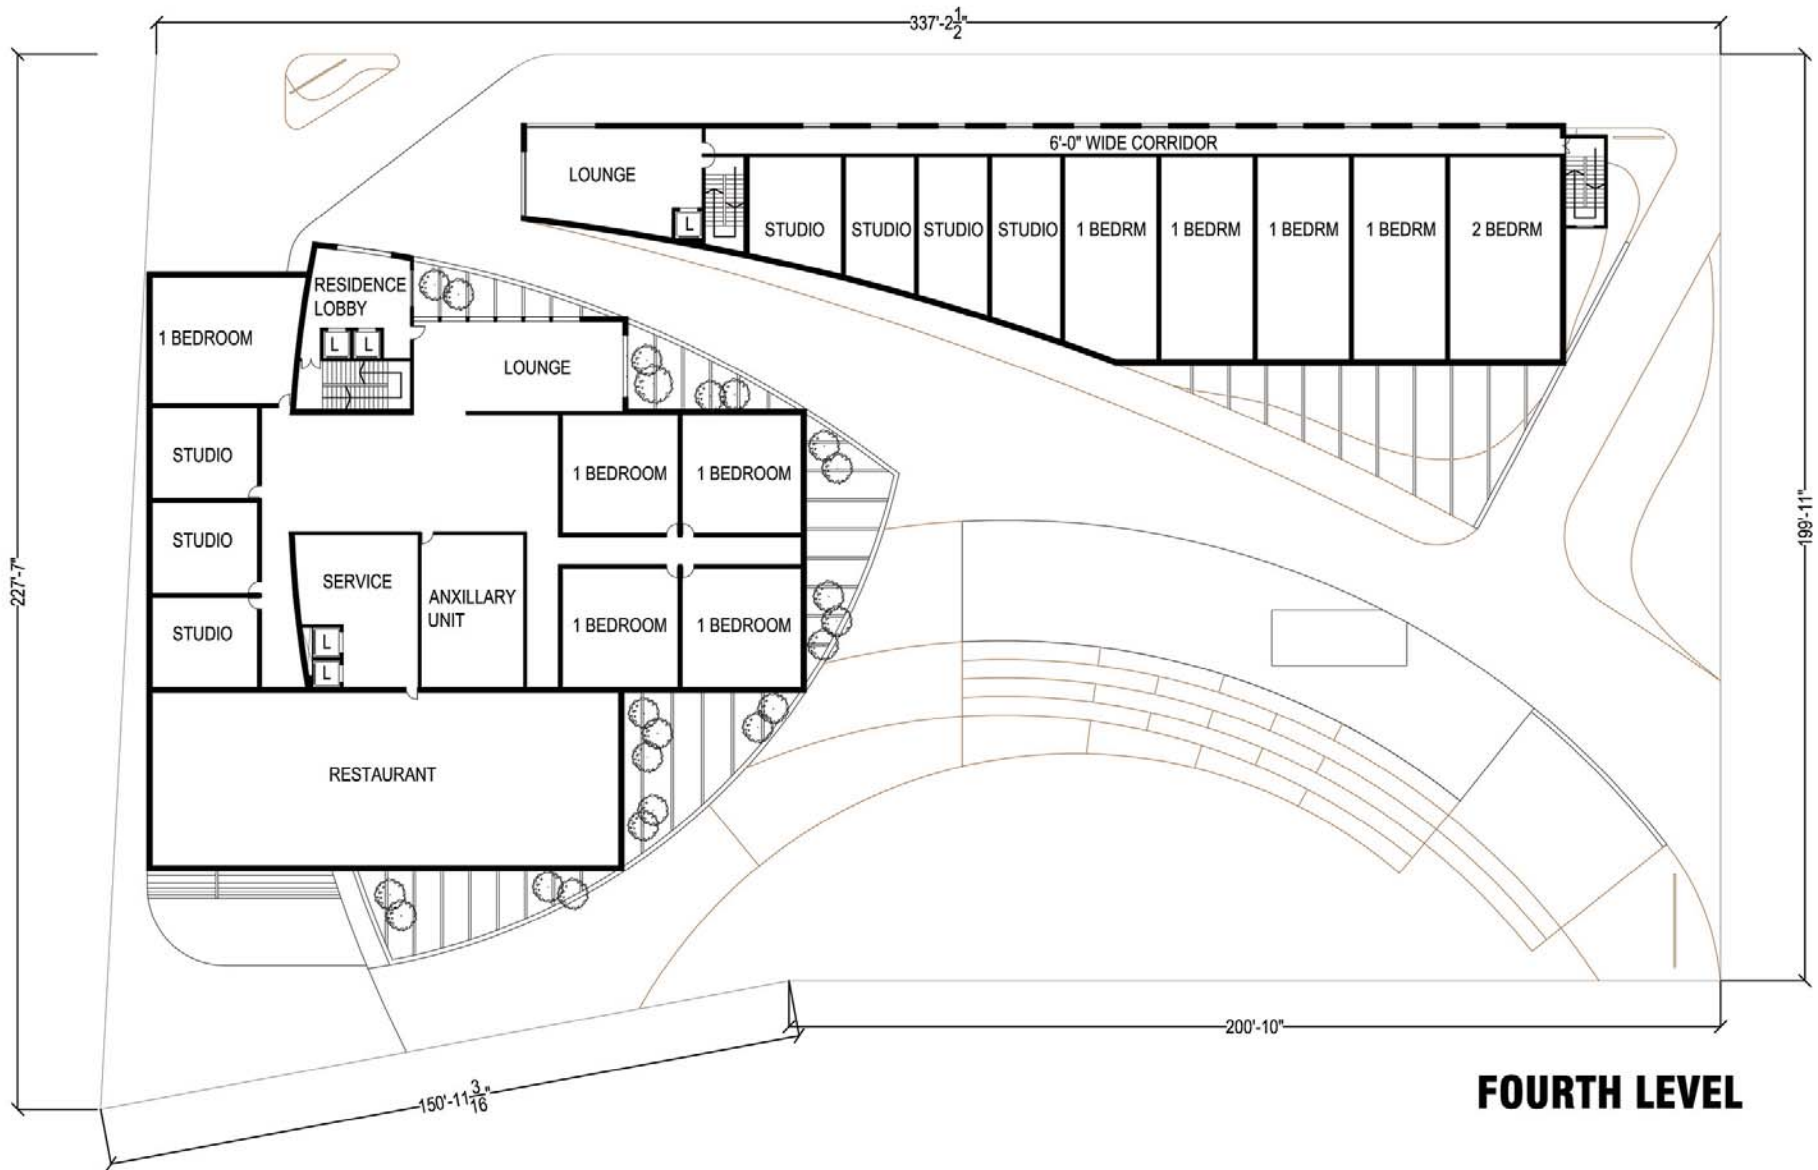 337'-2 1/2"
6'-0" WIDE CORRIDOR
LOUNGE
L
STUDIO
STUDIO
STUDIO
STUDIO
1 BEDRM
1 BEDRM
1 BEDRM
1 BEDRM
2 BEDRM
RESIDENCE
LOBBY
L
L
1 BEDROOM
LOUNGE
STUDIO
1 BEDROOM
1 BEDROOM
STUDIO
SERVICE
ANXILLARY
UNIT
STUDIO
1 BEDROOM
1 BEDROOM
L
L
RESTAURANT
227'-7"
199'-11"
200'-10"
150'-11 3/16"
FOURTH LEVEL